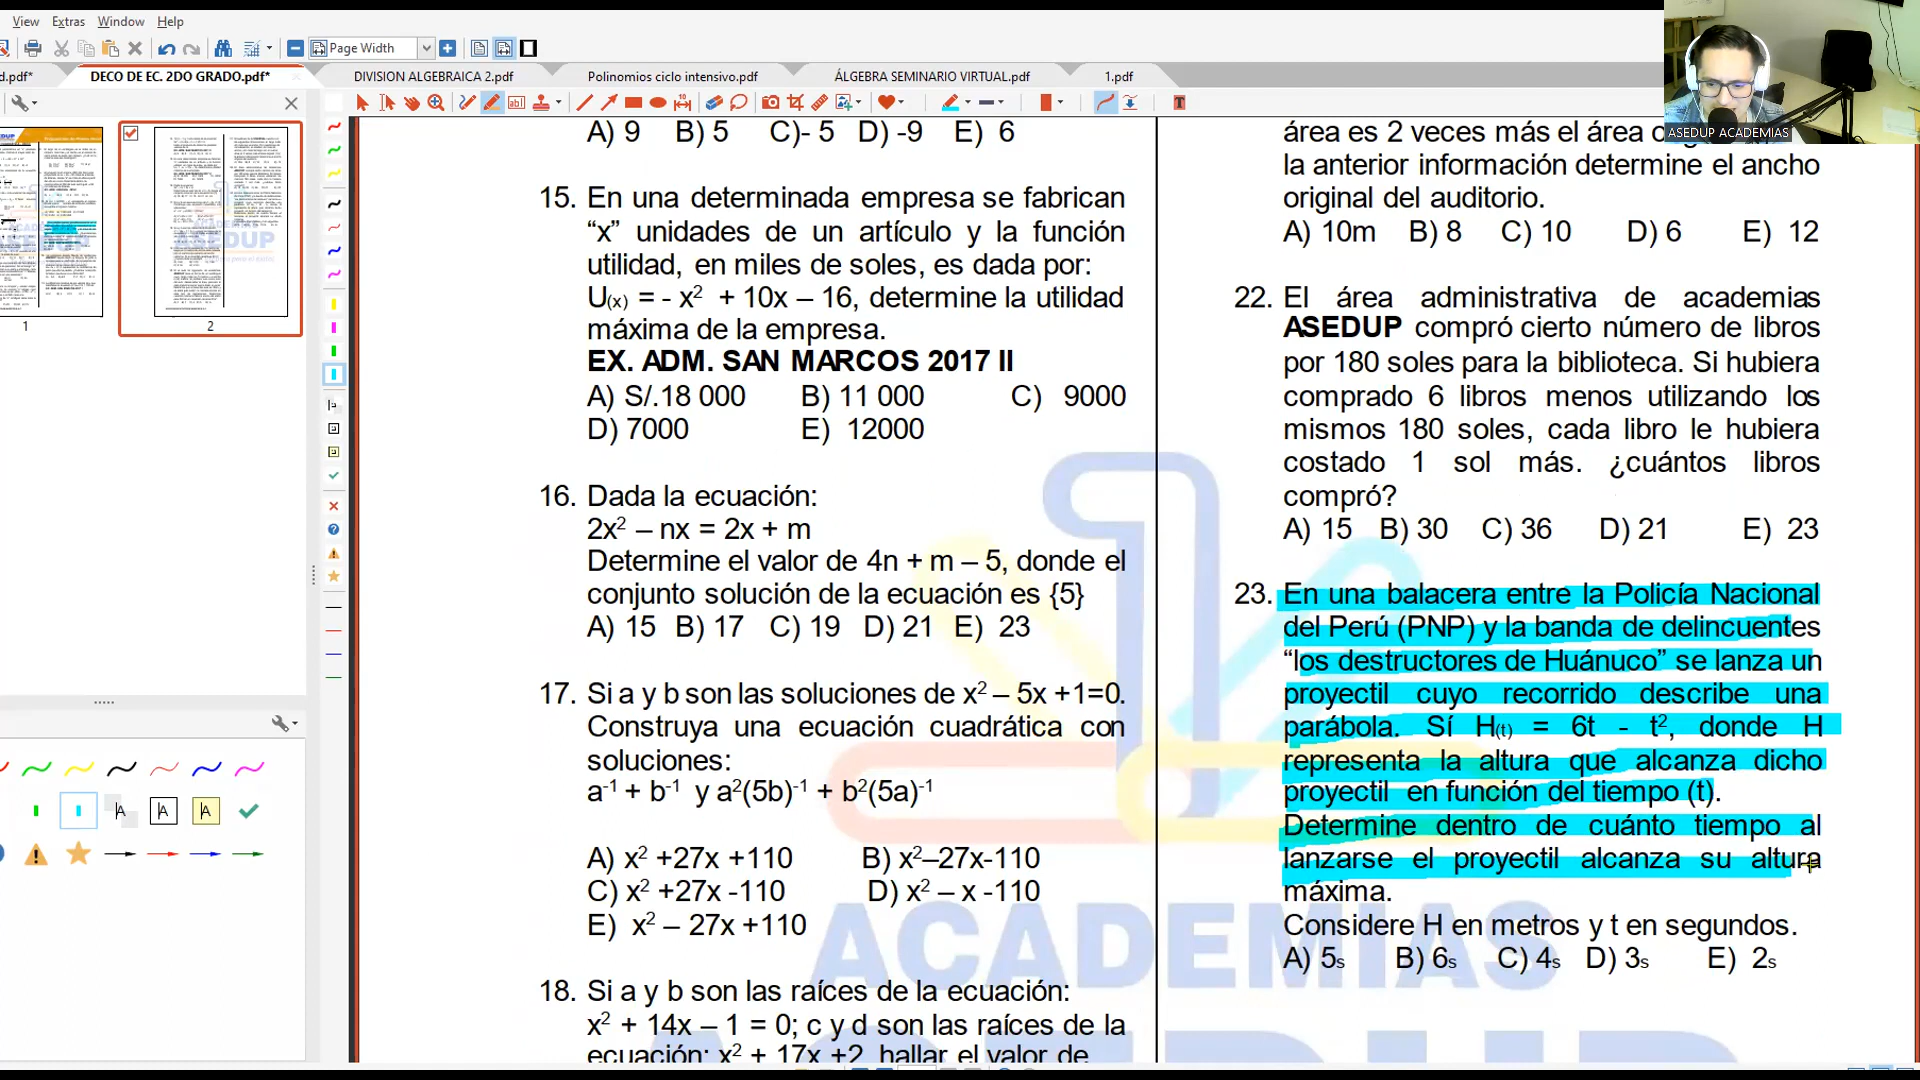 View Extras Window Help
Page Width
d.pdf*
DECO DE EC. 2DO GRADO.pdf*
DIVISION ALGEBRAICA 2.pdf
Polinomios ciclo intensivo.pdf
ÁLGEBRA SEMINARIO VIRTUAL.pdf
1.pdf
ASEDUP ACADEMIAS
1
2
A) 9 B) 5 C)- 5 D) -9 E) 6
15. En una determinada empresa se fabrican
“x” unidades de un artículo y la función
utilidad, en miles de soles, es dada por:
U(x) = - x² + 10x – 16, determine la utilidad
máxima de la empresa.
EX. ADM. SAN MARCOS 2017 II
A) S/.18 000 B) 11 000 C) 9000
D) 7000 E) 12000
16. Dada la ecuación:
2x² – nx = 2x + m
Determine el valor de 4n + m – 5, donde el
conjunto solución de la ecuación es {5}
A) 15 B) 17 C) 19 D) 21 E) 23
17. Si a y b son las soluciones de x² – 5x +1=0.
Construya una ecuación cuadrática con
soluciones:
a⁻¹ + b⁻¹ y a²(5b)⁻¹ + b²(5a)⁻¹
A) x² +27x +110 B) x²–27x-110
C) x² +27x -110 D) x² – x -110
E) x² – 27x +110
18. Si a y b son las raíces de la ecuación:
x² + 14x – 1 = 0; c y d son las raíces de la
ecuación: x² + 17x +2, hallar el valor de
área es 2 veces más el área
la anterior información determine el ancho
original del auditorio.
A) 10m B) 8 C) 10 D) 6 E) 12
22. El área administrativa de academias
ASEDUP compró cierto número de libros
por 180 soles para la biblioteca. Si hubiera
comprado 6 libros menos utilizando los
mismos 180 soles, cada libro le hubiera
costado 1 sol más. ¿cuántos libros
compró?
A) 15 B) 30 C) 36 D) 21 E) 23
23. En una balacera entre la Policía Nacional
del Perú (PNP) y la banda de delincuentes
“los destructores de Huánuco” se lanza un
proyectil cuyo recorrido describe una
parábola. Sí H(t) = 6t - t², donde H
representa la altura que alcanza dicho
proyectil en función del tiempo (t).
Determine dentro de cuánto tiempo al
lanzarse el proyectil alcanza su altura
máxima.
Considere H en metros y t en segundos.
A) 5s B) 6s C) 4s D) 3s E) 2s
ACADEMIAS
ASEDUP